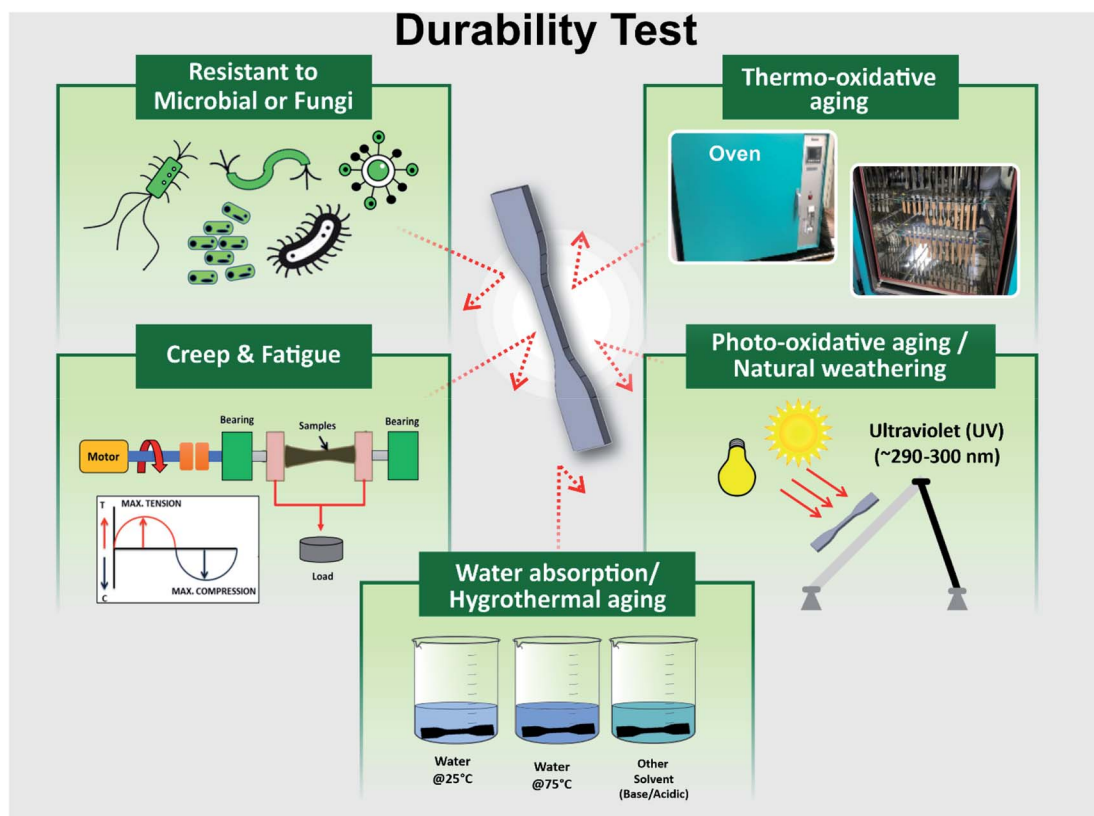 Durability Test
Resistant to
Microbial or Fungi
Thermo-oxidative
aging
Oven
Creep & Fatigue
Bearing
Samples
Bearing
Motor
T
MAX. TENSION
C
MAX. COMPRESSION
Load
Photo-oxidative aging /
Natural weathering
Ultraviolet (UV)
(~290-300 nm)
Water absorption/
Hygrothermal aging
Water
@25°C
Water
@75°C
Other
Solvent
(Base/Acidic)